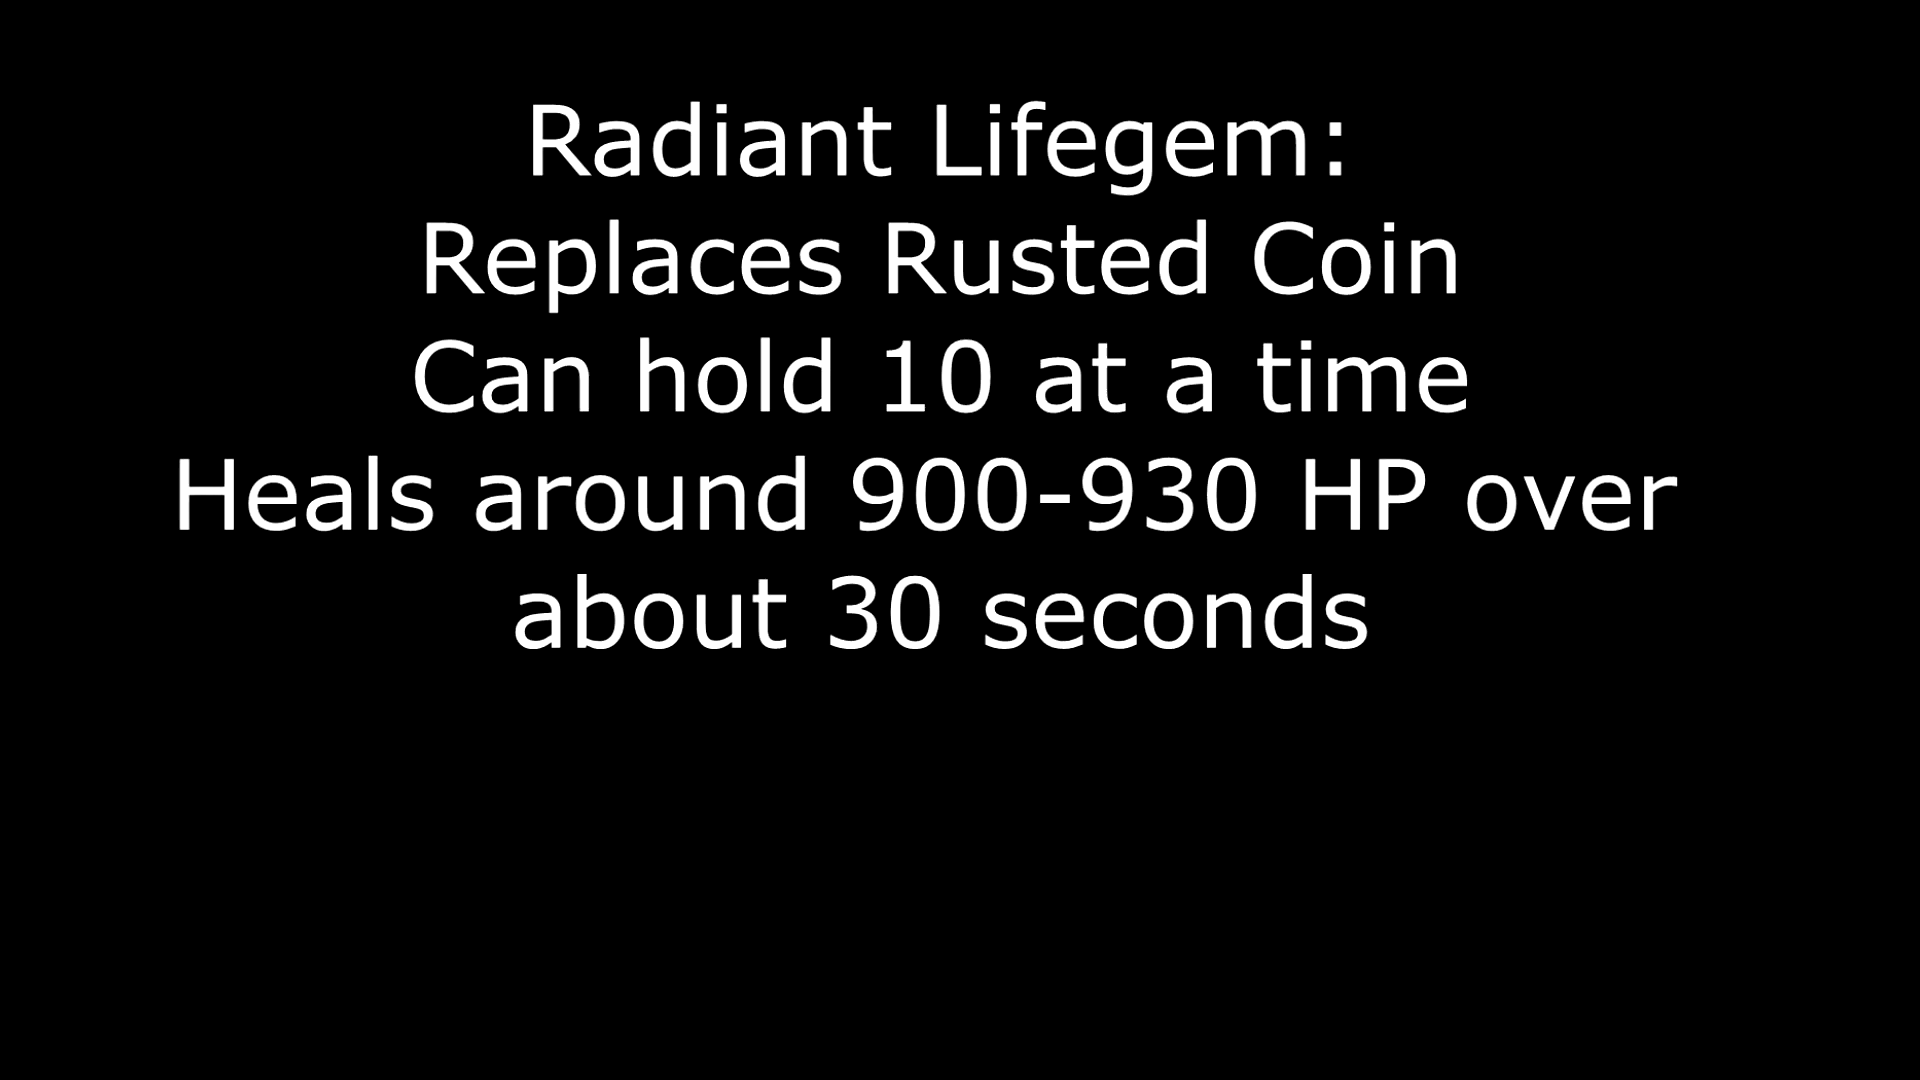 Radiant Lifegem:
Replaces Rusted Coin
Can hold 10 at a time
Heals around 900-930 HP over
about 30 seconds